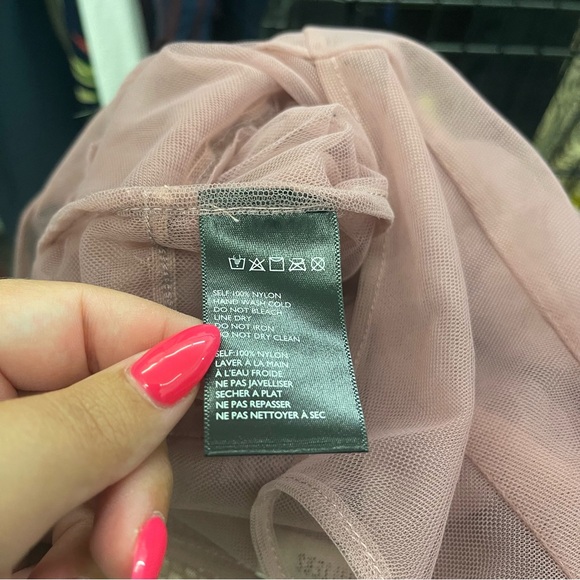 SELF:100% NYLON
HAND WASH COLD
DO NOT BLEACH
LINE DRY
DO NOT IRON
DO NOT DRY CLEAN
SELF:100% NYLON
LAVER À LA MAIN
À L'EAU FROIDE
NE PAS JAVELLISER
SECHER A PLAT
NE PAS REPASSER
NE PAS NETTOYER À SEC